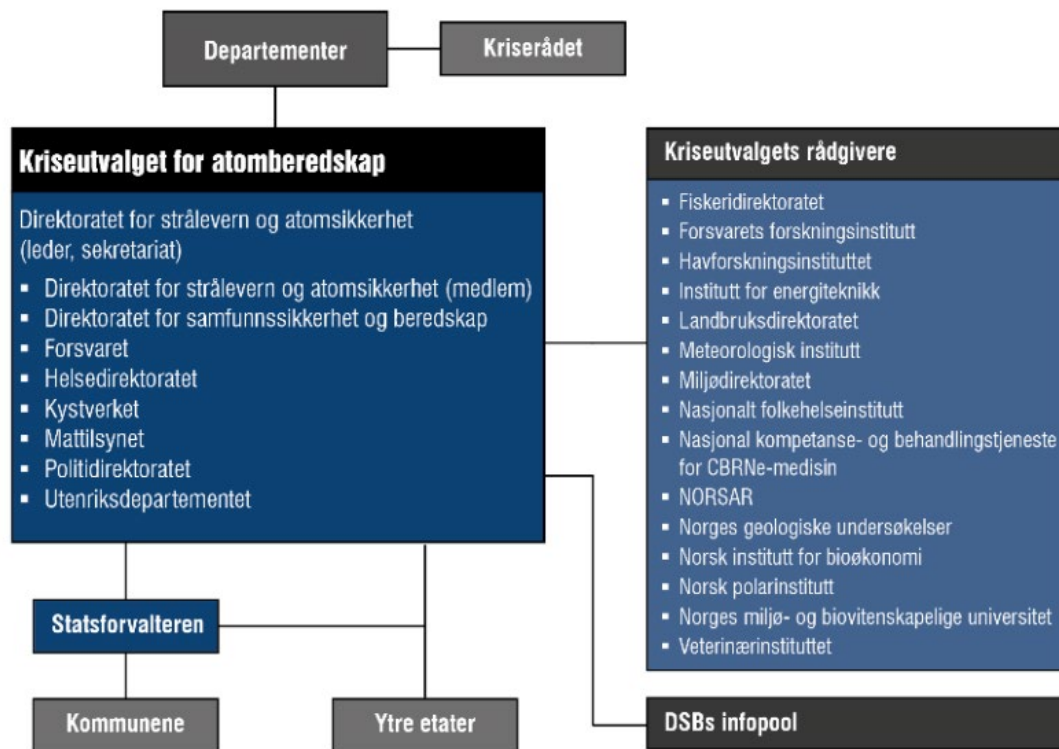 Departementer
Kriserådet
Kriseutvalget for atomberedskap
Direktoratet for strålevern og atomsikkerhet
(leder, sekretariat)
▪ Direktoratet for strålevern og atomsikkerhet (medlem)
▪ Direktoratet for samfunnssikkerhet og beredskap
▪ Forsvaret
▪ Helsedirektoratet
▪ Kystverket
▪ Mattilsynet
▪ Politidirektoratet
▪ Utenriksdepartementet
Kriseutvalgets rådgivere
▪ Fiskeridirektoratet
▪ Forsvarets forskningsinstitutt
▪ Havforskningsinstituttet
▪ Institutt for energiteknikk
▪ Landbruksdirektoratet
▪ Meteorologisk institutt
▪ Miljødirektoratet
▪ Nasjonalt folkehelseinstitutt
▪ Nasjonal kompetanse- og behandlingstjeneste
for CBRNe-medisin
▪ NORSAR
▪ Norges geologiske undersøkelser
▪ Norsk institutt for bioøkonomi
▪ Norsk polarinstitutt
▪ Norges miljø- og biovitenskapelige universitet
▪ Veterinærinstituttet
Statsforvalteren
Kommunene
Ytre etater
DSBs infopool